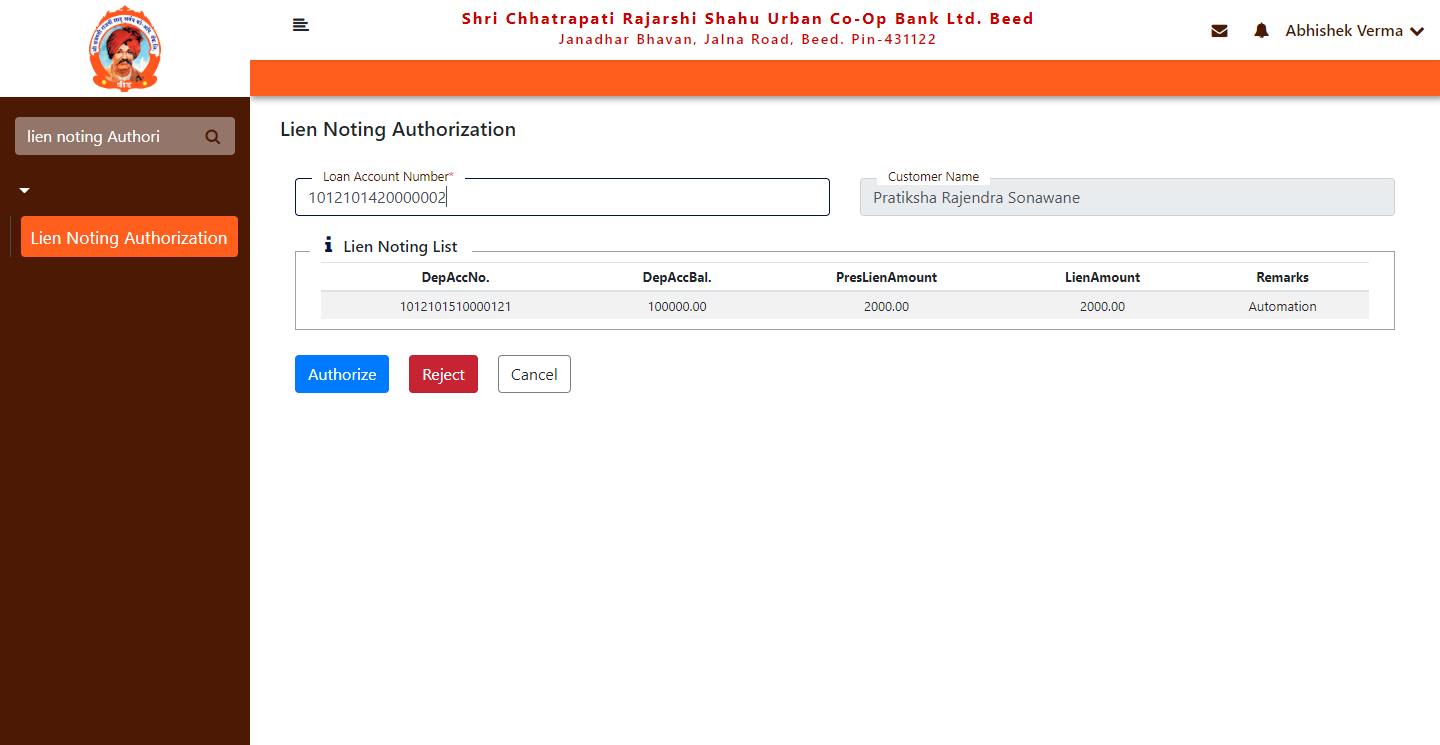 Shri Chhatrapati Rajarshi Shahu Urban Co-Op Bank Ltd. Beed
Janadhar Bhavan, Jalna Road, Beed. Pin-431122
Abhishek Verma
lien noting Authori
Lien Noting Authorization
Lien Noting Authorization
Loan Account Number*
1012101420000002
Customer Name
Pratiksha Rajendra Sonawane
Lien Noting List
DepAccNo. DepAccBal. PresLienAmount LienAmount Remarks
1012101510000121 100000.00 2000.00 2000.00 Automation
Authorize Reject Cancel